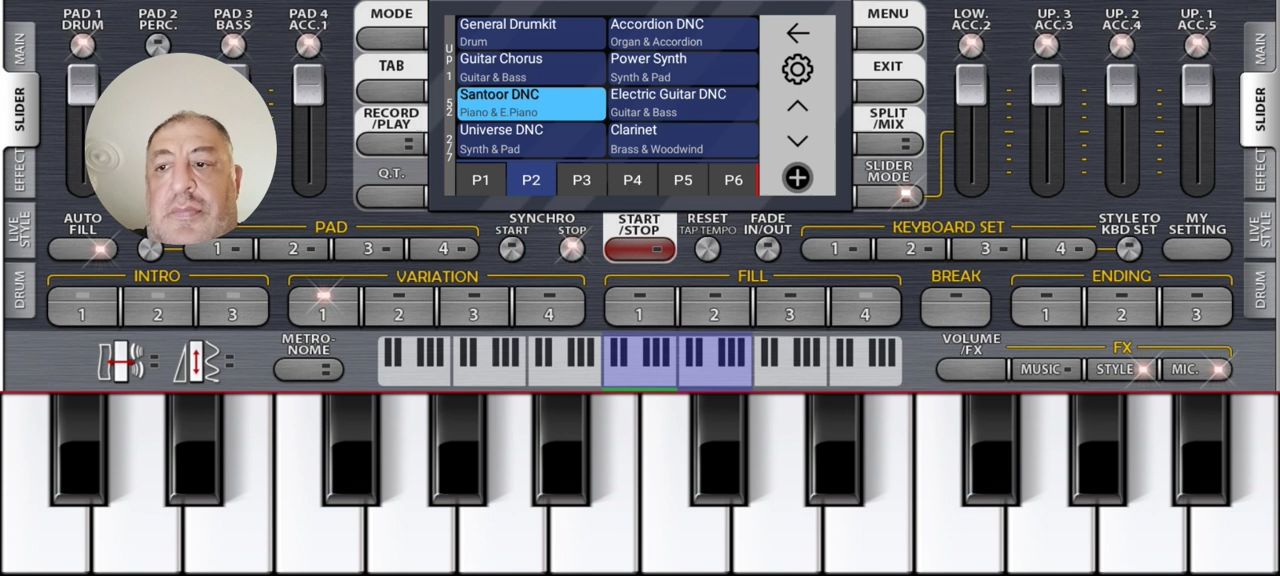 PAD 1
DRUM
PAD 2
PERC.
PAD 3
BASS
PAD 4
ACC.1
MODE
TAB
RECORD
/PLAY
Q.T.
General Drumkit
Drum
Accordion DNC
Organ & Accordion
Guitar Chorus
Guitar & Bass
Power Synth
Synth & Pad
Santoor DNC
Piano & E.Piano
Electric Guitar DNC
Guitar & Bass
Universe DNC
Synth & Pad
Clarinet
Brass & Woodwind
P1 P2 P3 P4 P5 P6
MENU
EXIT
SPLIT
/MIX
SLIDER
MODE
LOW.
ACC.2
UP. 3
ACC.3
UP. 2
ACC.4
UP. 1
ACC.5
MAIN
SLIDER
EFFECT
LIVE
STYLE
DRUM
MAIN
SLIDER
EFFECT
LIVE
STYLE
DRUM
AUTO
FILL
PAD
1 2 3 4
SYNCHRO
START STOP
START
/STOP
RESET
TAP TEMPO
FADE
IN/OUT
KEYBOARD SET
1 2 3 4
STYLE TO
KBD SET
MY
SETTING
INTRO
1 2 3
VARIATION
1 2 3 4
FILL
1 2 3 4
BREAK
ENDING
1 2 3
METRO-
NOME
VOLUME
/FX
FX
MUSIC STYLE MIC.